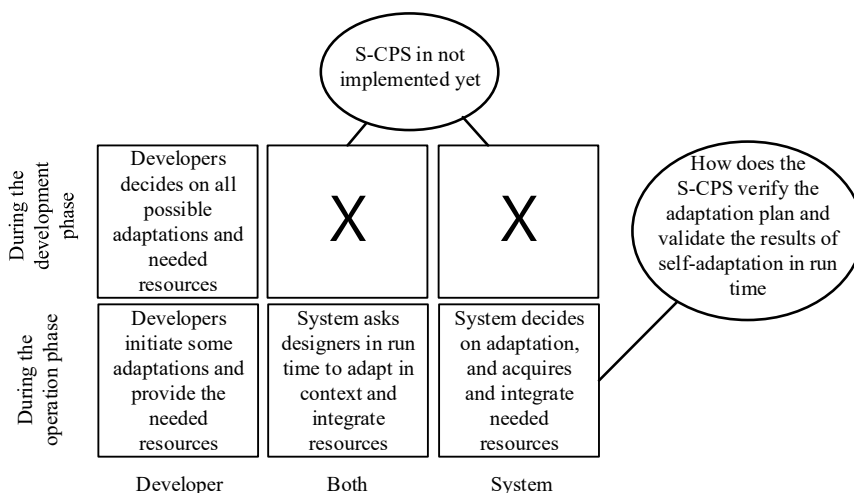 S-CPS in not
implemented yet
During the
development
phase
Developers
decides on all
possible
adaptations and
needed
resources
X
X
How does the
S-CPS verify the
adaptation plan and
validate the results of
self-adaptation in run
time
During the
operation phase
Developers
initiate some
adaptations and
provide the
needed
resources
System asks
designers in run
time to adapt in
context and
integrate
resources
System decides
on adaptation,
and acquires
and integrate
needed
resources
Developer
Both
System